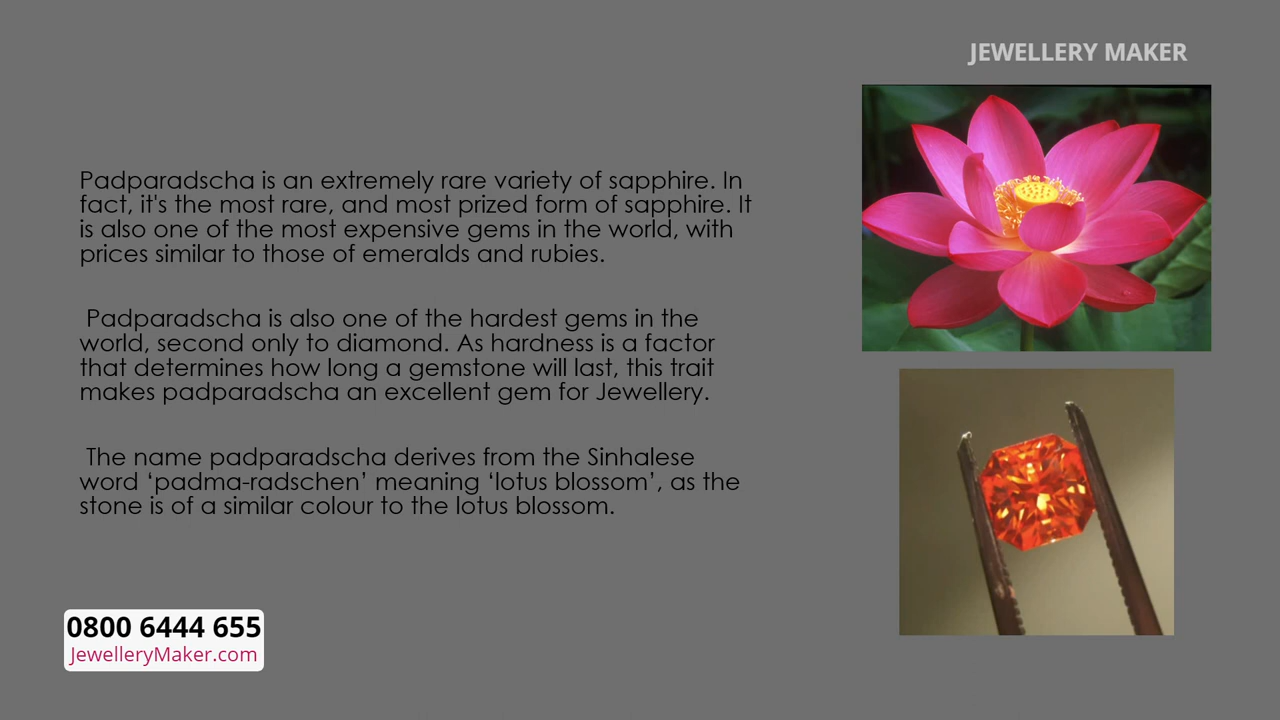 JEWELLERY MAKER
Padparadscha is an extremely rare variety of sapphire. In
fact, it's the most rare, and most prized form of sapphire. It
is also one of the most expensive gems in the world, with
prices similar to those of emeralds and rubies.
Padparadscha is also one of the hardest gems in the
world, second only to diamond. As hardness is a factor
that determines how long a gemstone will last, this trait
makes padparadscha an excellent gem for Jewellery.
The name padparadscha derives from the Sinhalese
word ‘padma-radschen’ meaning ‘lotus blossom’, as the
stone is of a similar colour to the lotus blossom.
0800 6444 655
JewelleryMaker.com